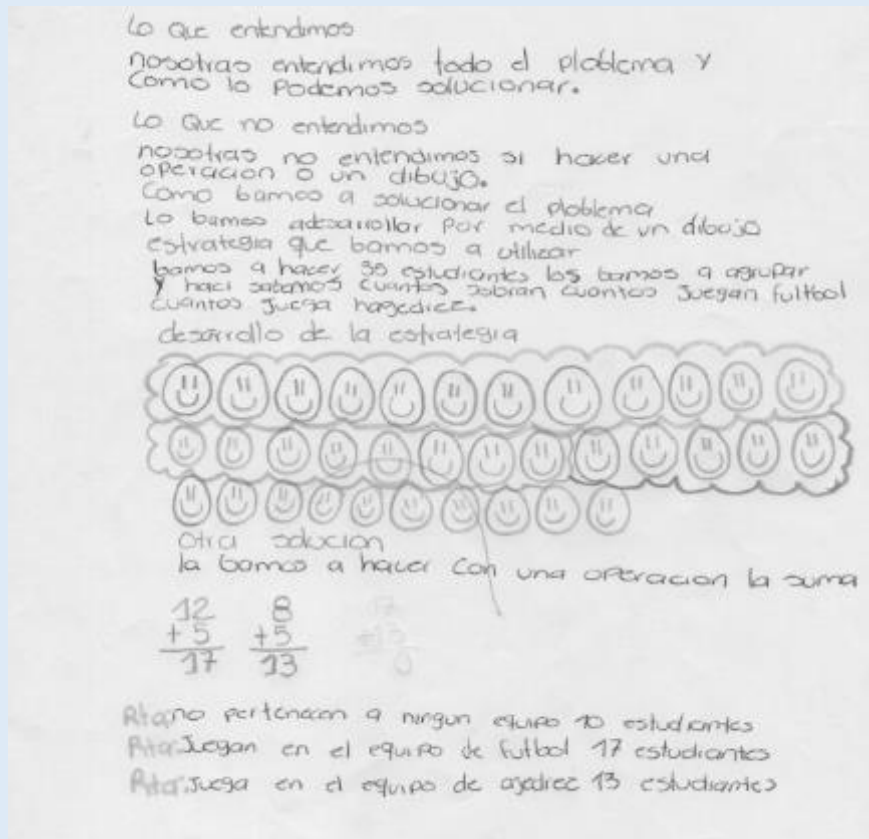 Lo Que entendimos
nosotras entendimos todo el ploblema y
Como lo Podemos solucionar.
Lo Que no entendimos
nosotras no entendimos si hacer una
operacion o un dibujo.
Como bamos a solucionar el ploblema
Lo bamos adesarrollar Por medio de un dibujo
estrategia que bamos a utilizar
bamos a hacer 35 estudiantes los bamos a agrupar
y haci sabemos cuantos sobran cuantos Juegan fultbol
cuantos Juega hagedrez.
desarrollo de la estrategia
Otra solucion
la bamos a hacer Con una operacion la suma
12 8
+ 5 +5
17 13
Rta: no pertenecen a ningun equipo 10 estudiantes
Rta: Juegan en el equipo de futbol 17 estudiantes
Rta: Juega en el equipo de ajedrez 13 estudiantes